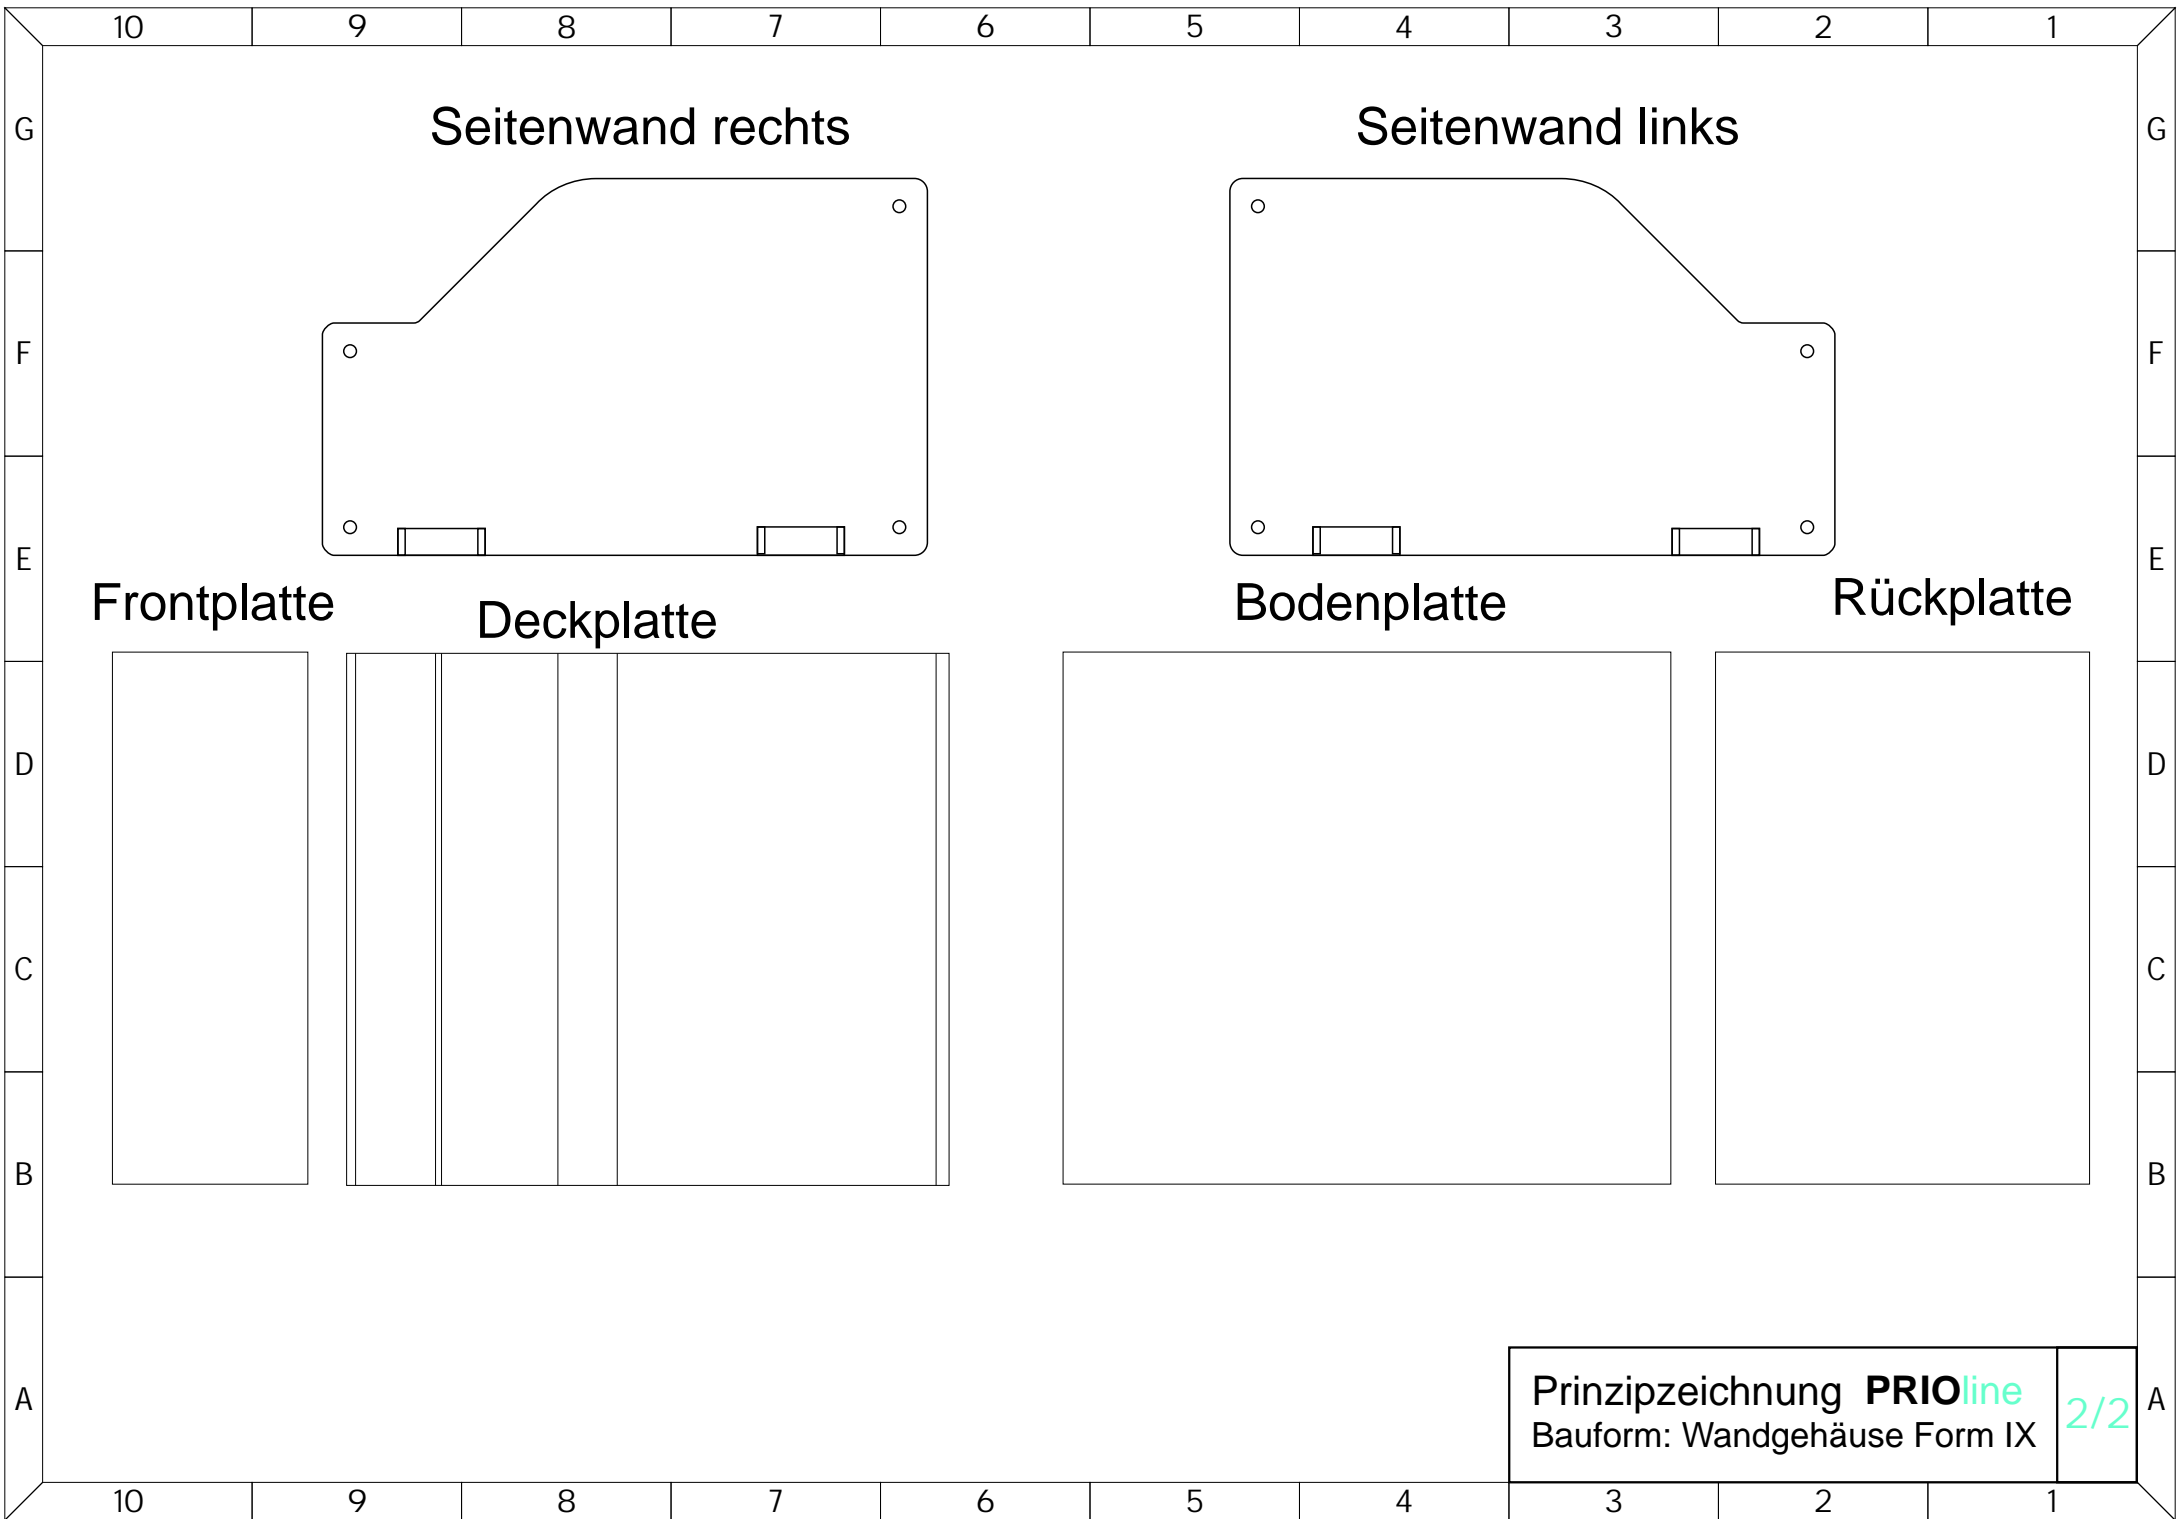 10 9 8 7 6 5 4 3 2 1
G G
Seitenwand rechts Seitenwand links
F F
E E
Frontplatte Deckplatte Bodenplatte Rückplatte
D D
C C
B B
A A
Prinzipzeichnung PRIOline
Bauform: Wandgehäuse Form IX
2/2
10 9 8 7 6 5 4 3 2 1